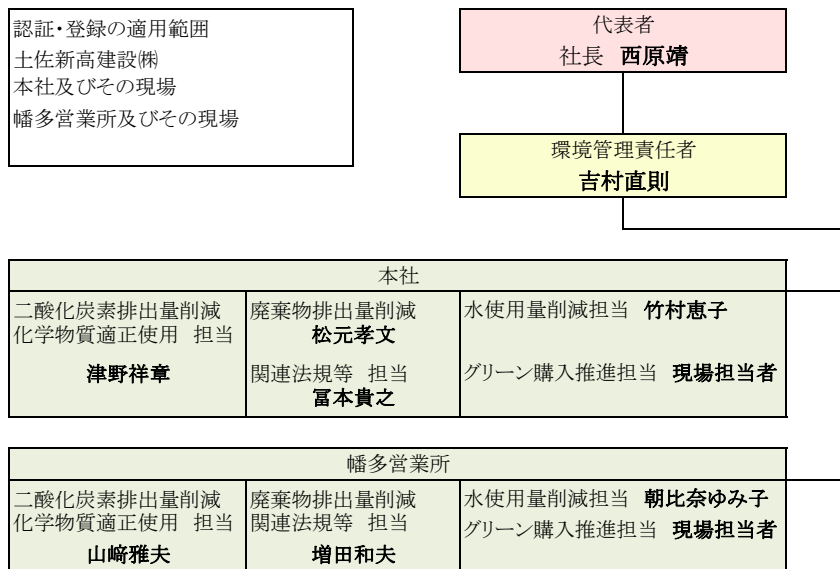 認証・登録の適用範囲
土佐新高建設㈱
本社及びその現場
幡多営業所及びその現場
代表者
社長 西原靖
環境管理責任者
吉村直則
本社
二酸化炭素排出量削減
化学物質適正使用 担当
津野祥章
廃棄物排出量削減
松元孝文
関連法規等 担当
冨本貴之
水使用量削減担当 竹村恵子
グリーン購入推進担当 現場担当者
幡多営業所
二酸化炭素排出量削減
化学物質適正使用 担当
山﨑雅夫
廃棄物排出量削減
関連法規等 担当
増田和夫
水使用量削減担当 朝比奈ゆみ子
グリーン購入推進担当 現場担当者